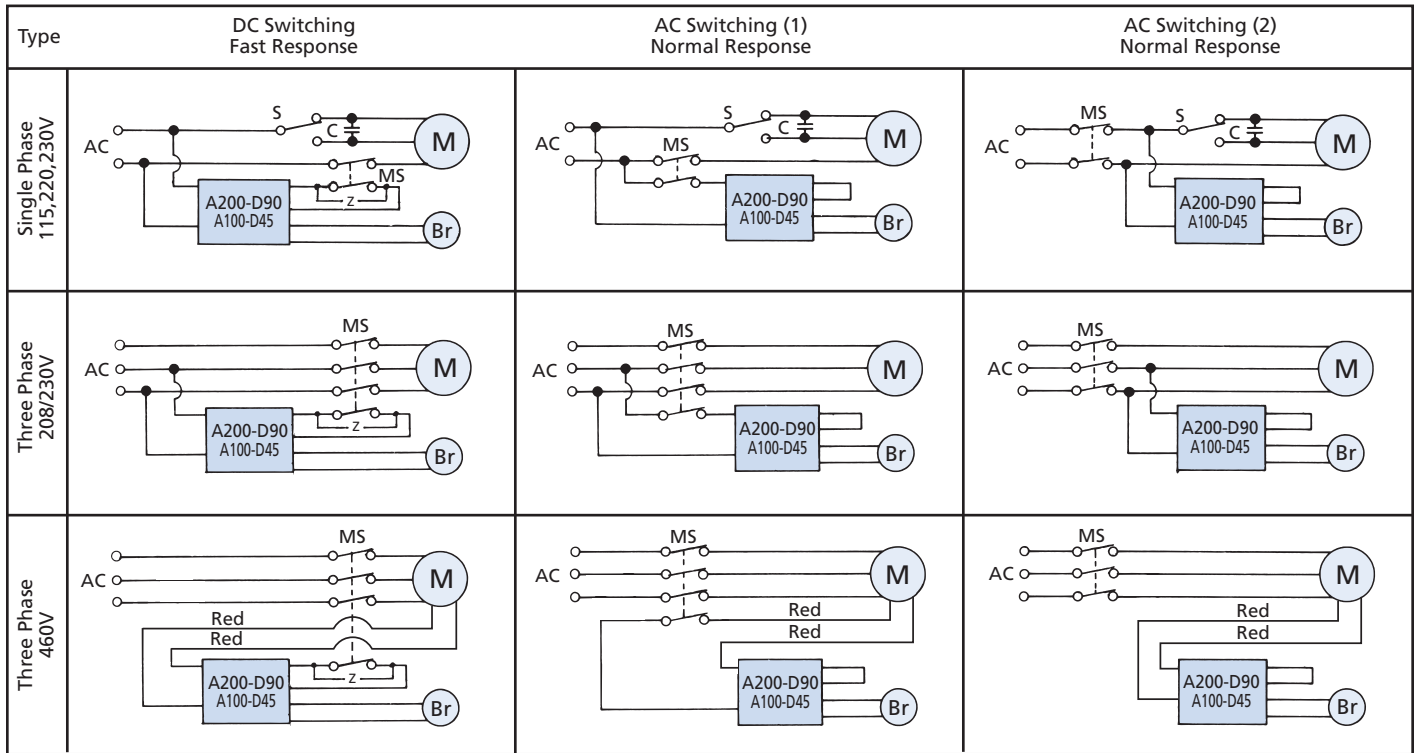 Type
DC Switching
Fast Response
AC Switching (1)
Normal Response
AC Switching (2)
Normal Response
Single Phase
115,220,230V
AC
S
C
M
MS
Z
A200-D90
A100-D45
Br
AC
S
C
M
MS
A200-D90
A100-D45
Br
MS
S
C
M
AC
A200-D90
A100-D45
Br
Three Phase
208/230V
MS
AC
M
Z
A200-D90
A100-D45
Br
MS
AC
M
A200-D90
A100-D45
Br
MS
AC
M
A200-D90
A100-D45
Br
Three Phase
460V
MS
AC
M
Red
Red
Z
A200-D90
A100-D45
Br
MS
AC
M
Red
Red
A200-D90
A100-D45
Br
MS
AC
M
Red
Red
A200-D90
A100-D45
Br